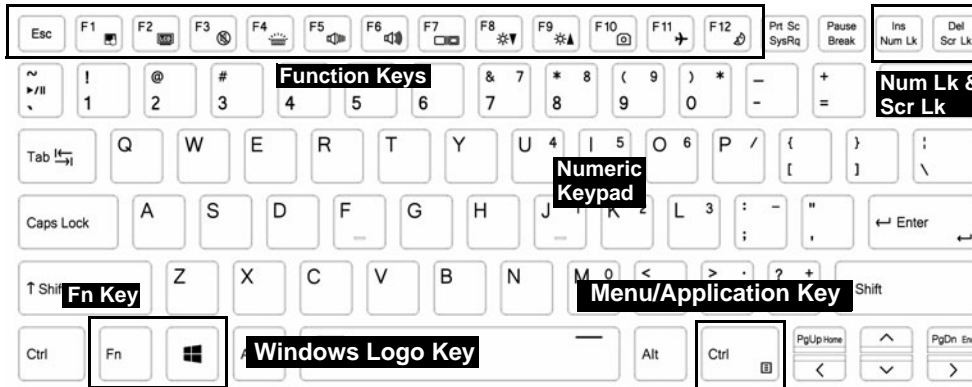 Esc F1 F2 F3 F4 F5 F6 F7 F8 F9 F10 F11 F12 Prt Sc SysRq Pause Break Ins Num Lk Del Scr Lk
Function Keys
Num Lk &
Scr Lk
~ ` ! 1 @ 2 # 3 4 5 6 & 7 7 * 8 8 ( 9 9 ) * 0 _ - + =
Tab Q W E R T Y U 4 I 5 O 6 P / { [ } ] ¦ \
Numeric
Keypad
Caps Lock A S D F G H J K 2 L 3 : - ; " ' Enter
Shift
Fn Key
Z X C V B N M 0 < > . ? + Shift
Menu/Application Key
Ctrl Fn Windows Logo Key Alt Ctrl PgUp Home PgDn